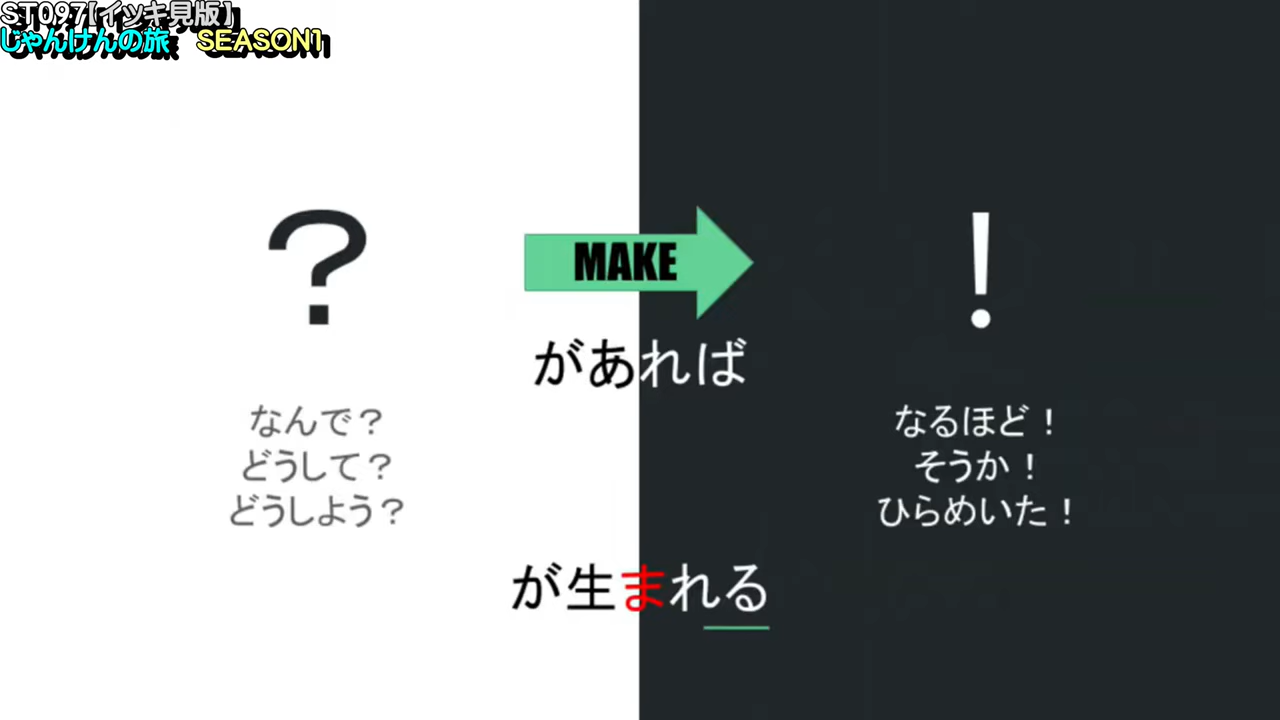 ST097【イッキ見版】
じゃんけんの旅 SEASON1
?
MAKE
!
があれば
なんで?
どうして?
どうしよう?
なるほど!
そうか!
ひらめいた!
が生まれる